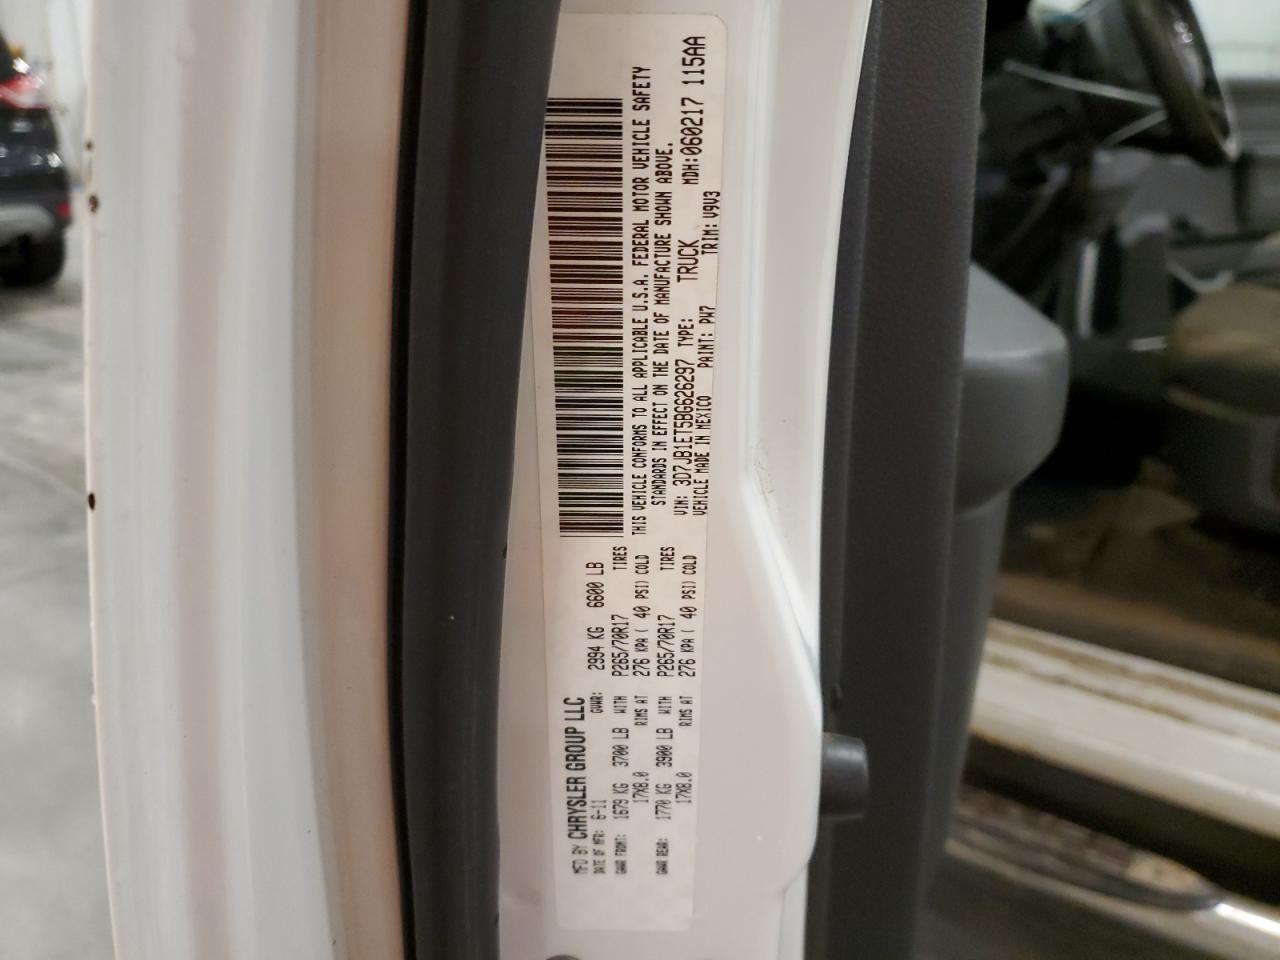 MFD BY CHRYSLER GROUP LLC
DATE OF MFR: 6-11 GVWR: 2994 KG 6600 LB
GAWR FRONT: 1679 KG 3700 LB WITH P265/70R17 TIRES
17X8.0 RIMS AT 276 KPA ( 40 PSI) COLD
GAWR REAR: 1770 KG 3900 LB WITH P265/70R17 TIRES
17X8.0 RIMS AT 276 KPA ( 40 PSI) COLD
THIS VEHICLE CONFORMS TO ALL APPLICABLE U.S.A. FEDERAL MOTOR VEHICLE SAFETY
STANDARDS IN EFFECT ON THE DATE OF MANUFACTURE SHOWN ABOVE.
VIN: 3D7JB1ET5BG626297 TYPE: TRUCK MDH: 060217 115AA
VEHICLE MADE IN MEXICO PAINT: PW7 TRIM: V9V3